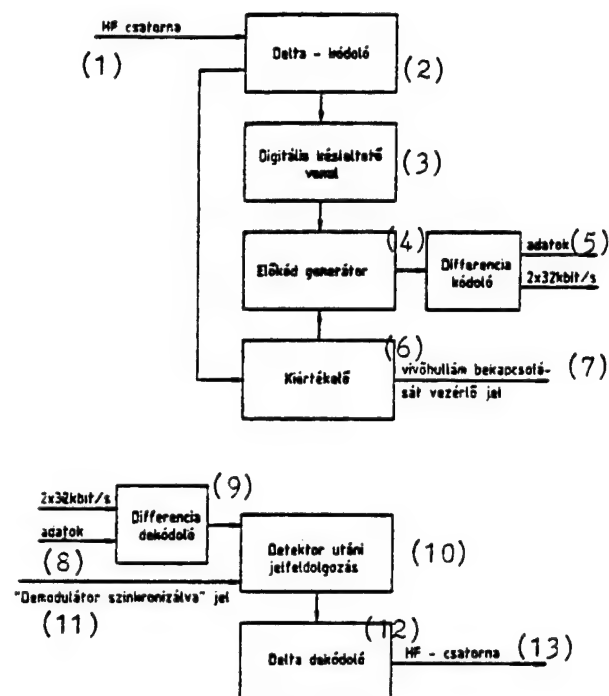 HF csatorna
(1)
Delta - kódoló
(2)
Digitális késleltető
vonal
(3)
Előkód generátor
(4)
Differencia
kódoló
adatok
(5)
2x32kbit/s
Kiértékelő
(6)
vivőhullám bekapcsolá-
sát vezérlő jel
(7)
2x32kbit/s
adatok
(8)
Differencia
dekódoló
(9)
Detektor utáni
jelfeldolgozás
(10)
"Demodulátor szinkronizálva" jel
(11)
Delta dekódoló
(12)
HF - csatorna
(13)